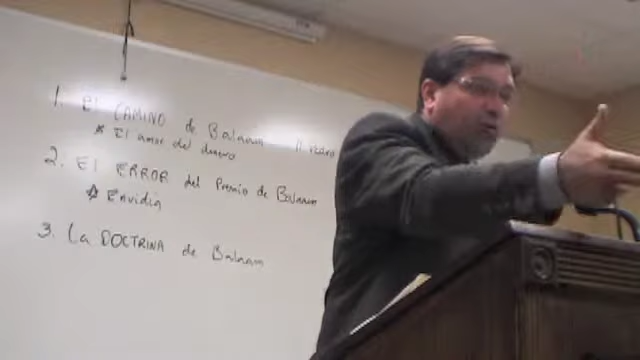 1. El CAMINO de Balaam
* El amor del dinero
2. El ERROR del Premio de Balaam
* Envidia
3. La DOCTRINA de Balaam